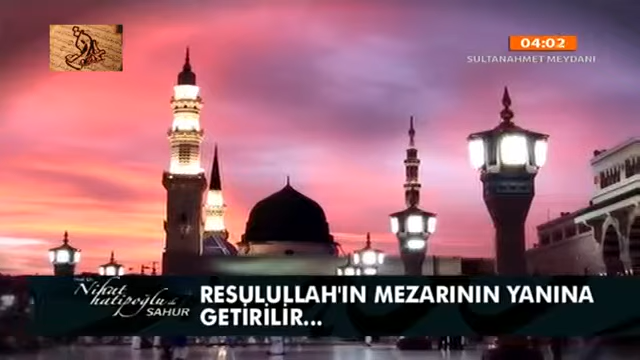 04:02
SULTANAHMET MEYDANI
Nihat
hatipoğlu ile
SAHUR
RESULULLAH'IN MEZARININ YANINA
GETİRİLİR...